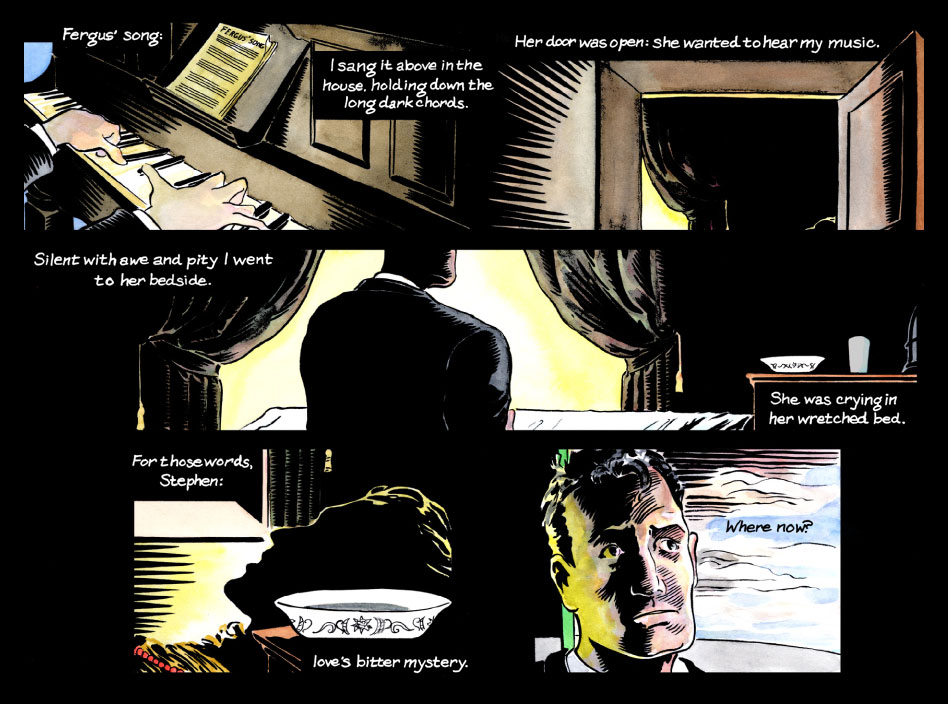 Fergus' song:
FERGUS' SONG
I sang it above in the
house, holding down the
long dark chords.
Her door was open: she wanted to hear my music.
Silent with awe and pity I went
to her bedside.
She was crying in
her wretched bed.
For those words,
Stephen:
love's bitter mystery.
Where now?